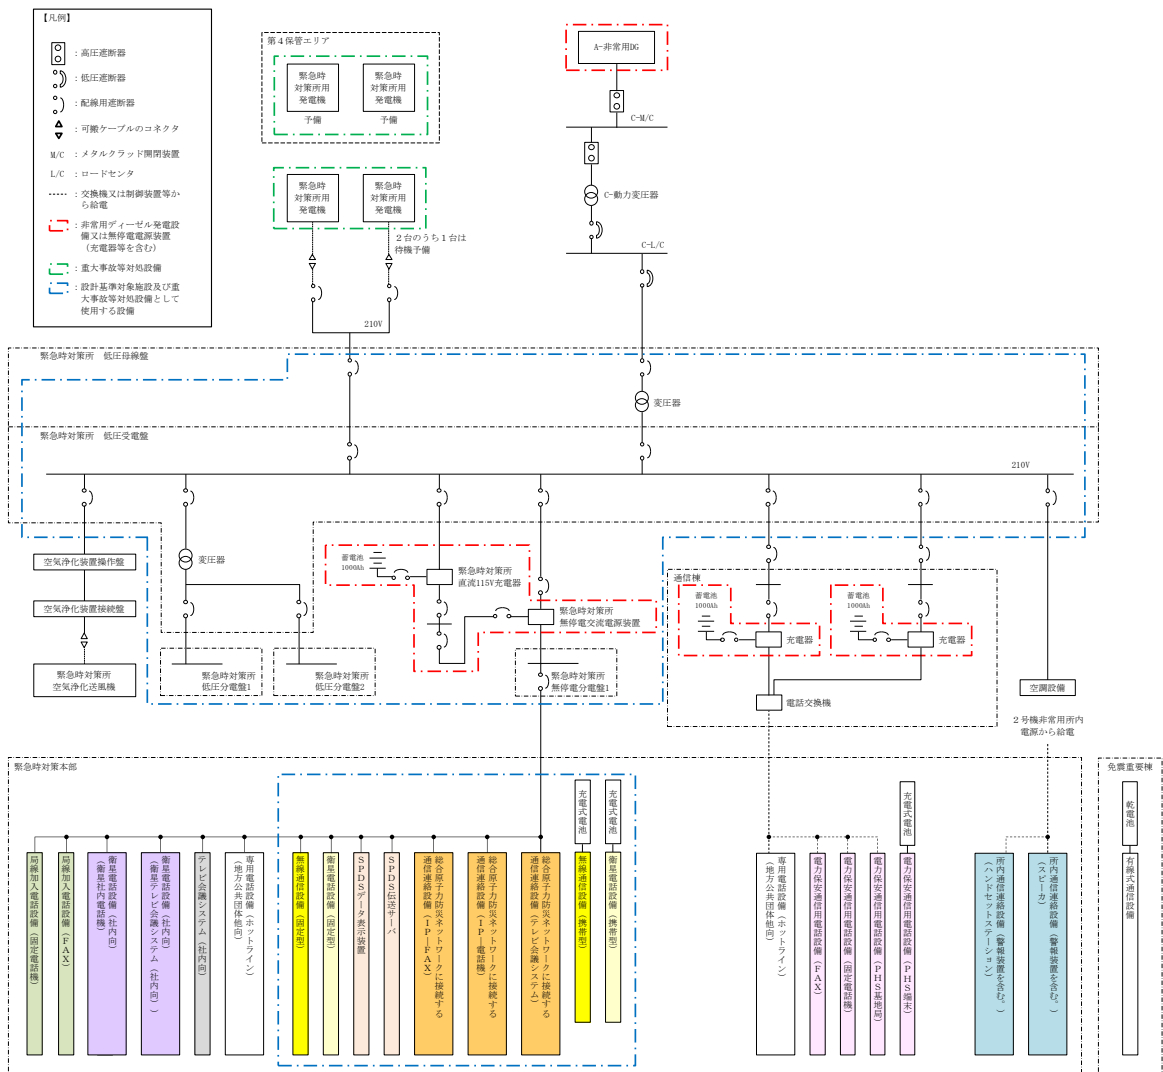 【凡例】
：高圧遮断器
：低圧遮断器
：配線用遮断器
：可搬ケーブルのコネクタ
M/C ：メタルクラッド開閉装置
L/C ：ロードセンタ
：交換機又は制御装置等か
ら給電
：非常用ディーゼル発電設
備又は無停電電源装置
（充電器等を含む）
：重大事故等対処設備
：設計基準対象施設及び重
大事故等対処設備として
使用する設備
第４保管エリア
緊急時
対策所用
発電機
予備
緊急時
対策所用
発電機
予備
緊急時
対策所用
発電機
緊急時
対策所用
発電機
２台のうち１台は
待機予備
210V
A-非常用DG
C-M/C
C-動力変圧器
C-L/C
緊急時対策所　低圧母線盤
変圧器
緊急時対策所　低圧受電盤
210V
空気浄化装置操作盤
空気浄化装置接続盤
緊急時対策所
空気浄化送風機
変圧器
緊急時対策所
低圧分電盤1
緊急時対策所
低圧分電盤2
蓄電池
1000Ah
緊急時対策所
直流115V充電器
緊急時対策所
無停電交流電源装置
緊急時対策所
無停電分電盤1
通信棟
蓄電池
1000Ah
充電器
蓄電池
1000Ah
充電器
電話交換機
空調設備
２号機非常用所内
電源から給電
緊急時対策本部
局線加入電話設備（固定電話機）
局線加入電話設備（FAX）
衛星電話設備（社内向）
（衛星社内電話機）
衛星電話設備（社内向）
（衛星テレビ会議システム（社内向））
テレビ会議システム（社内向）
専用電話設備（ホットライン）
（地方公共団体他向）
無線通信設備（固定型）
衛星電話設備（固定型）
SPDSデータ表示装置
SPDS伝送サーバ
総合原子力防災ネットワークに接続する
通信連絡設備（IP－FAX）
総合原子力防災ネットワークに接続する
通信連絡設備（IP－電話機）
総合原子力防災ネットワークに接続する
通信連絡設備（テレビ会議システム）
充電式電池
無線通信設備（携帯型）
充電式電池
衛星電話設備（携帯型）
専用電話設備（ホットライン）
（地方公共団体他向）
電力保安通信用電話設備（FAX）
電力保安通信用電話設備（固定電話機）
電力保安通信用電話設備（PHS基地局）
充電式電池
電力保安通信用電話設備（PHS端末）
所内通信連絡設備（警報装置を含む。）
（ハンドセットステーション）
所内通信連絡設備（警報装置を含む。）
（スピーカ）
免震重要棟
乾電池
有線式通信設備